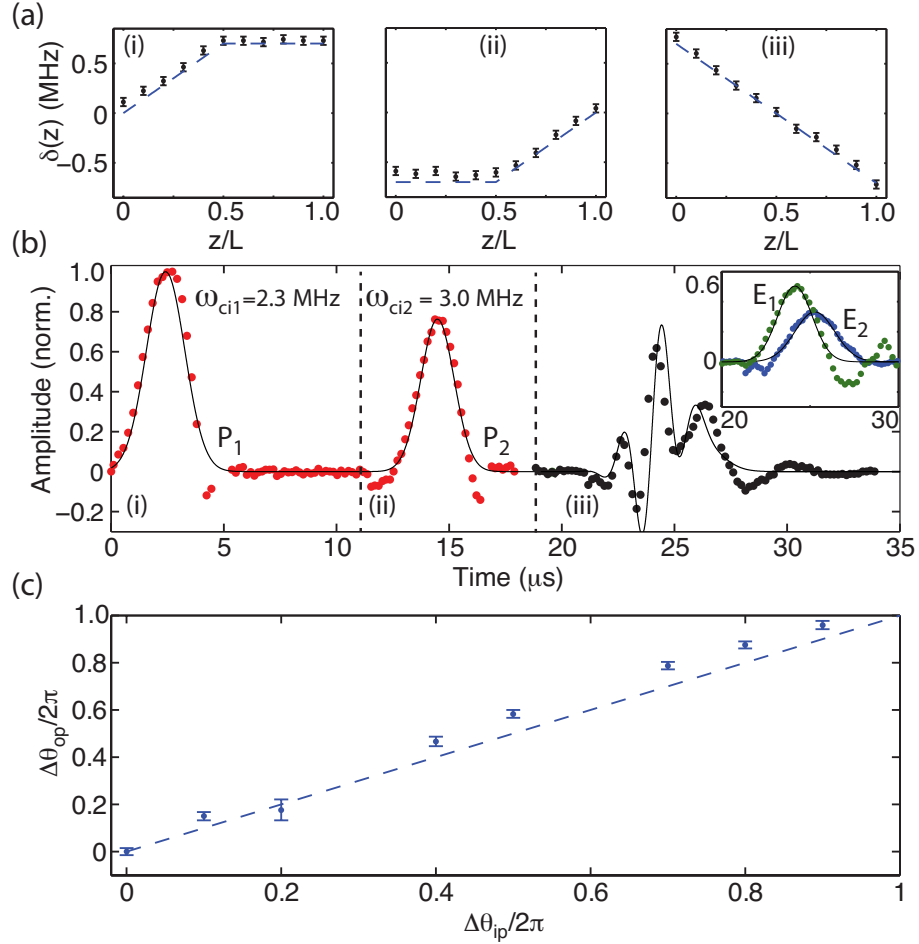 (a)
(i) (ii) (iii)
δ(z) (MHz)
0.5
0
−0.5
0 0.5 1.0 0 0.5 1.0 0 0.5 1.0
z/L z/L z/L
(b)
Amplitude (norm.)
1.0
0.8
0.6
0.4
0.2
0
−0.2
ω_ci1=2.3 MHz ω_ci2 = 3.0 MHz
P₁ P₂
(i) (ii) (iii)
0.6
0
E₁ E₂
20 30
0 5 10 15 20 25 30 35
Time (μs)
(c)
Δθ_op/2π
1.0
0.8
0.6
0.4
0.2
0
0 0.2 0.4 0.6 0.8 1
Δθ_ip/2π